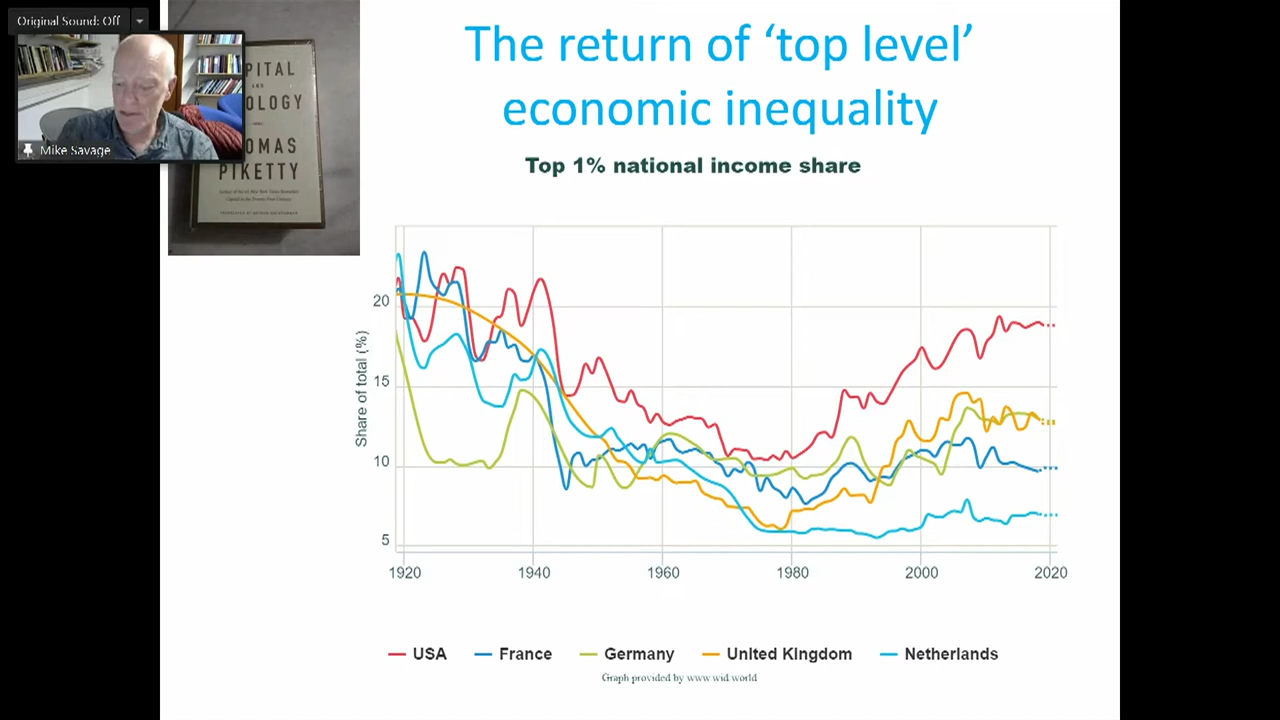 Original Sound: Off
Mike Savage
PITAL
AND
OLOGY
OMAS
PIKETTY
The return of ‘top level’
economic inequality
Top 1% national income share
Share of total (%)
20
15
10
5
1920 1940 1960 1980 2000 2020
USA France Germany United Kingdom Netherlands
Graph provided by www.wid.world